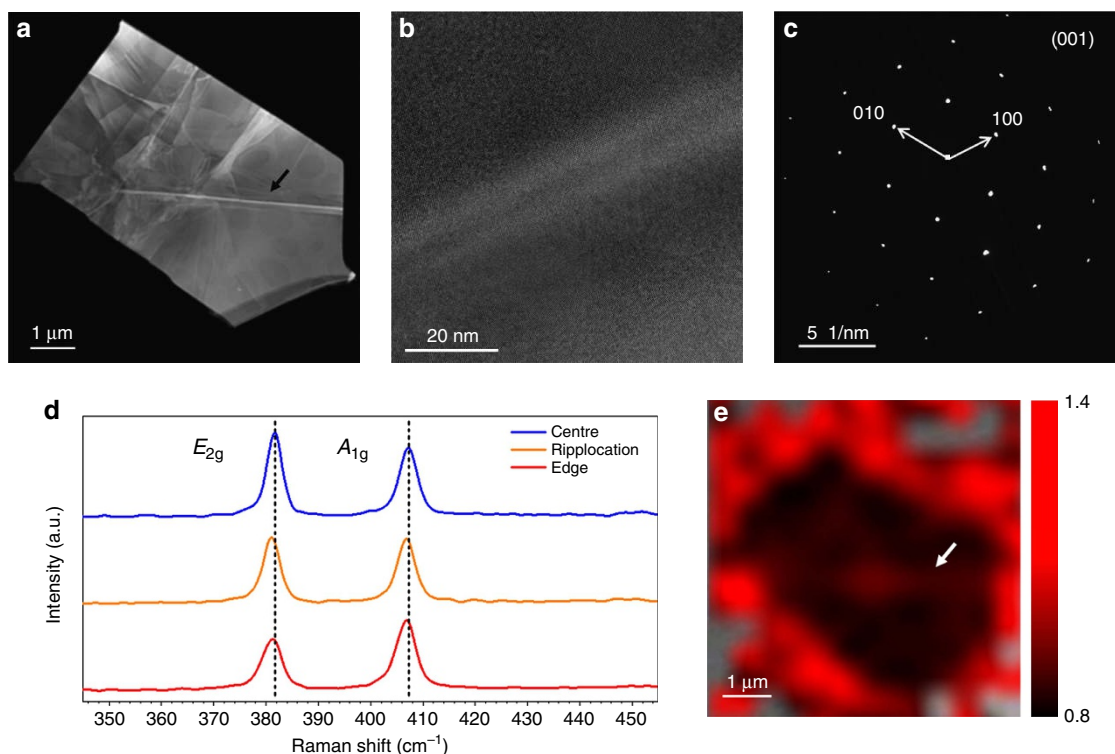 a
1 μm
b
20 nm
c
(001)
010
100
5 1/nm
d
E2g
A1g
Centre
Ripplocation
Edge
Intensity (a.u.)
350 360 370 380 390 400 410 420 430 440 450
Raman shift (cm⁻¹)
e
1 μm
1.4
0.8